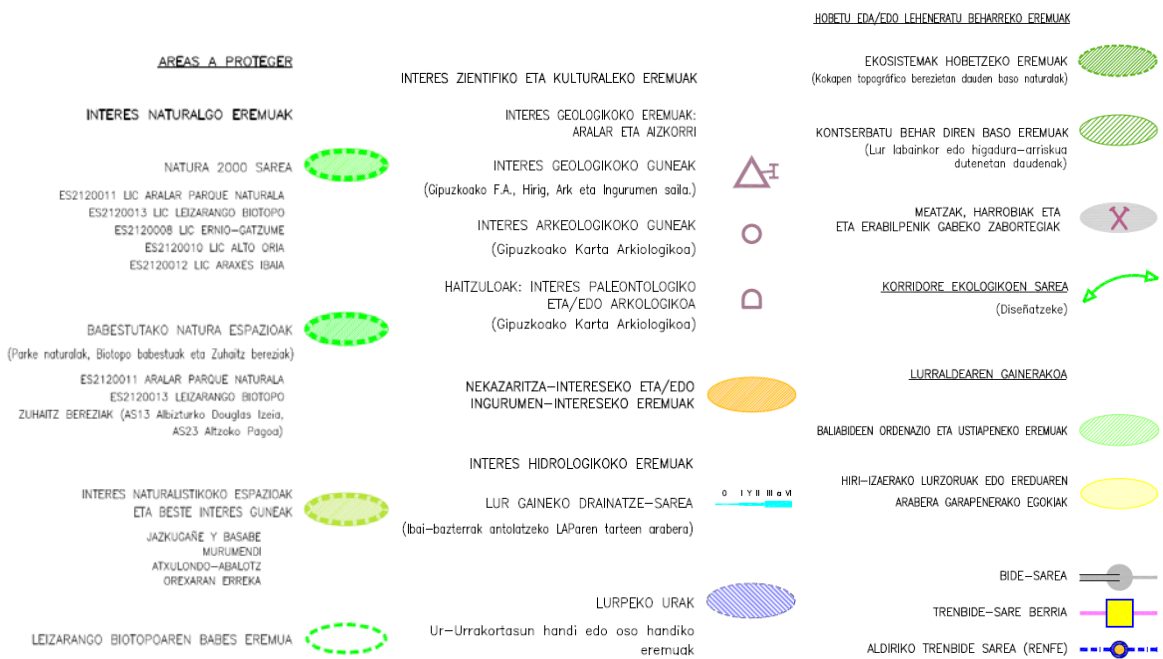 AREAS A PROTEGER
INTERES NATURALGO EREMUAK
NATURA 2000 SAREA
ES2120011 LIC ARALAR PARQUE NATURALA
ES2120013 LIC LEIZARANGO BIOTOPO
ES2120008 LIC ERNIO-GATZUME
ES2120010 LIC ALTO ORIA
ES2120012 LIC ARAXES IBAIA
BABESTUTAKO NATURA ESPAZIOAK
(Parke naturalak, Biotopo babestuak eta Zuhaitz bereziak)
ES2120011 ARALAR PARQUE NATURALA
ES2120013 LEIZARANGO BIOTOPO
ZUHAITZ BEREZIAK (AS13 Albizturko Douglas Izeia,
AS23 Altzoko Pagoa)
INTERES NATURALISTIKOKO ESPAZIOAK
ETA BESTE INTERES GUNEAK
JAZKUGAÑE Y BASABE
MURUMENDI
ATXULONDO-ABALOTZ
OREXARAN ERREKA
LEIZARANGO BIOTOPOAREN BABES EREMUA
INTERES ZIENTIFIKO ETA KULTURALEKO EREMUAK
INTERES GEOLOGIKOKO EREMUAK:
ARALAR ETA AIZKORRI
INTERES GEOLOGIKOKO GUNEAK
(Gipuzkoa F.A., Hirig, Ark eta Ingurumen saila.)
INTERES ARKEOLOGIKOKO GUNEAK
(Gipuzkoako Karta Arkiologikoa)
HAITZULOAK: INTERES PALEONTOLOGIKO
ETA/EDO ARKOLOGIKOA
(Gipuzkoako Karta Arkiologikoa)
NEKAZARITZA-INTERESEKO ETA/EDO
INGURUMEN-INTERESEKO EREMUAK
INTERES HIDROLOGIKOKO EREMUAK
LUR GAINEKO DRAINATZE-SAREA
0 I Y II III a VI
(Ibai-bazterrak antolatzeko LAParen tarteen arabera)
LURPEKO URAK
Ur-Urrakortasun handi edo oso handiko
eremuak
HOBETU EDA/EDO LEHENERATU BEHARREKO EREMUAK
EKOSISTEMAK HOBETZEKO EREMUAK
(Kokapen topográfico berezietan dauden baso naturalak)
KONTSERBATU BEHAR DIREN BASO EREMUAK
(Lur labainkor edo higadura-arriskua
dutenetan daudenak)
MEATZAK, HARROBIAK ETA
ETA ERABILPENIK GABEKO ZABORTEGIAK
KORRIDORE EKOLOGIKOEN SAREA
(Diseñatzeke)
LURRALDEAREN GAINERAKOA
BALIABIDEEN ORDENAZIO ETA USTIAPENEKO EREMUAK
HIRI-IZAERAKO LURZORUAK EDO EREDUAREN
ARABERA GARAPENERAKO EGOKIAK
BIDE-SAREA
TRENBIDE-SARE BERRIA
ALDIRIKO TRENBIDE SAREA (RENFE)